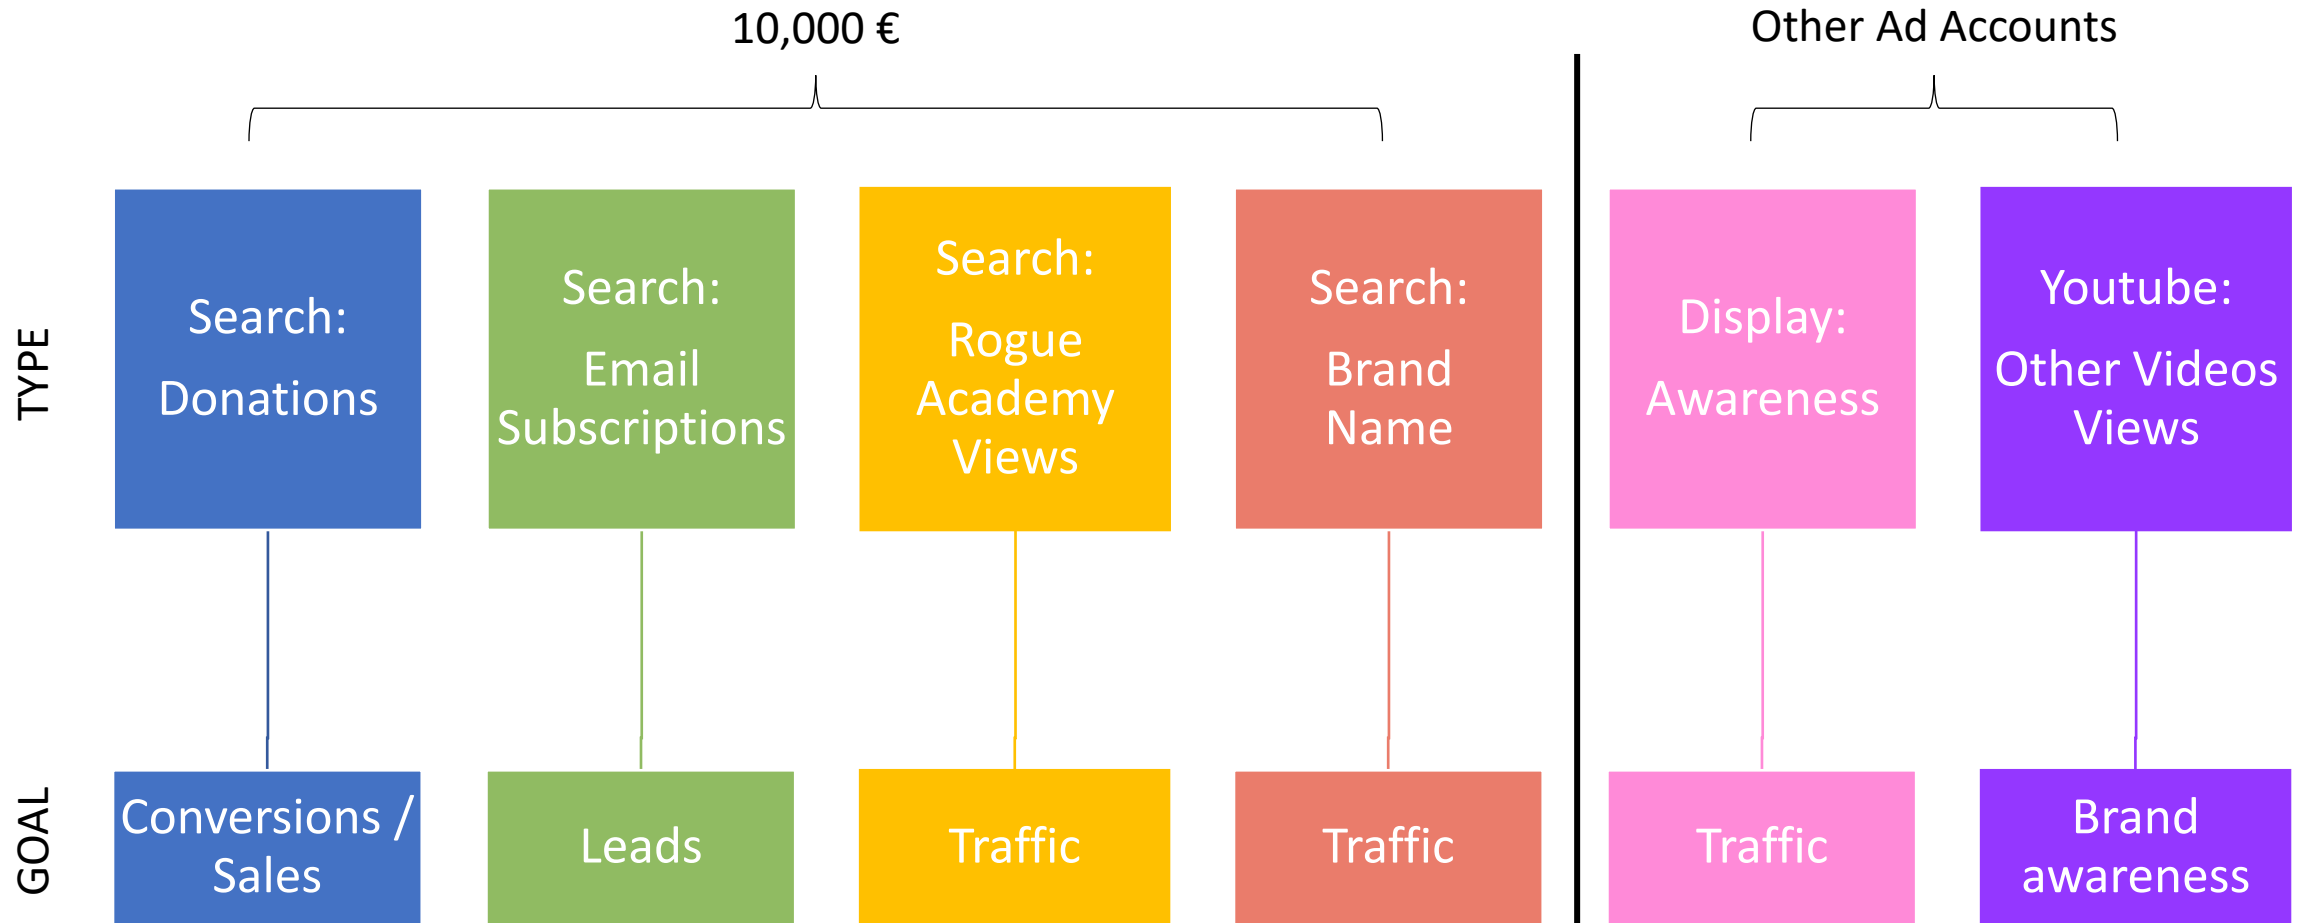 10,000 €
Other Ad Accounts
TYPE
Search:
Donations
Search:
Email
Subscriptions
Search:
Rogue
Academy
Views
Search:
Brand
Name
Display:
Awareness
Youtube:
Other Videos
Views
GOAL
Conversions /
Sales
Leads
Traffic
Traffic
Traffic
Brand
awareness